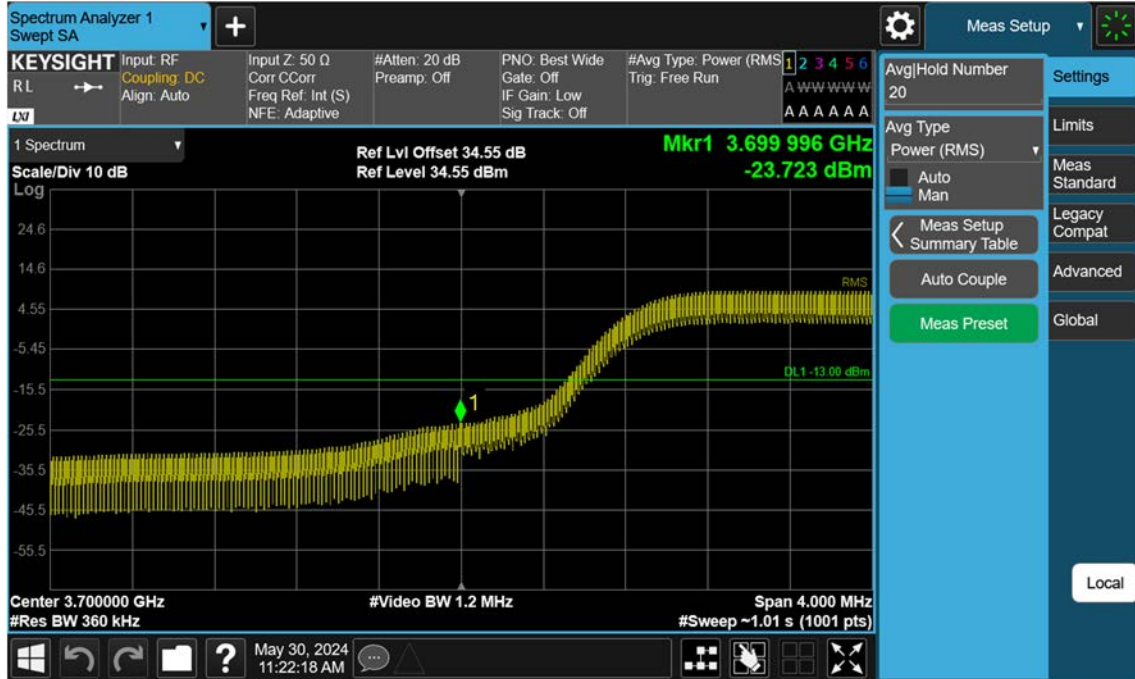 Spectrum Analyzer 1
Swept SA
+
Meas Setup
KEYSIGHT
R L
LXI
Input: RF
Coupling: DC
Align: Auto
Input Z: 50 Ω
Corr CCorr
Freq Ref: Int (S)
NFE: Adaptive
#Atten: 20 dB
Preamp: Off
PNO: Best Wide
Gate: Off
IF Gain: Low
Sig Track: Off
#Avg Type: Power (RMS
Trig: Free Run
1 2 3 4 5 6
A W W W W W
A A A A A A
1 Spectrum
Scale/Div 10 dB
Ref Lvl Offset 34.55 dB
Ref Level 34.55 dBm
Mkr1 3.699 996 GHz
-23.723 dBm
Log
24.6
14.6
4.55
-5.45
-15.5
-25.5
-35.5
-45.5
-55.5
RMS
DL1 -13.00 dBm
1
Center 3.700000 GHz
#Res BW 360 kHz
#Video BW 1.2 MHz
Span 4.000 MHz
#Sweep ~1.01 s (1001 pts)
?
May 30, 2024
11:22:18 AM
Avg|Hold Number
20
Avg Type
Power (RMS)
Auto
Man
Meas Setup
Summary Table
Auto Couple
Meas Preset
Settings
Limits
Meas
Standard
Legacy
Compat
Advanced
Global
Local